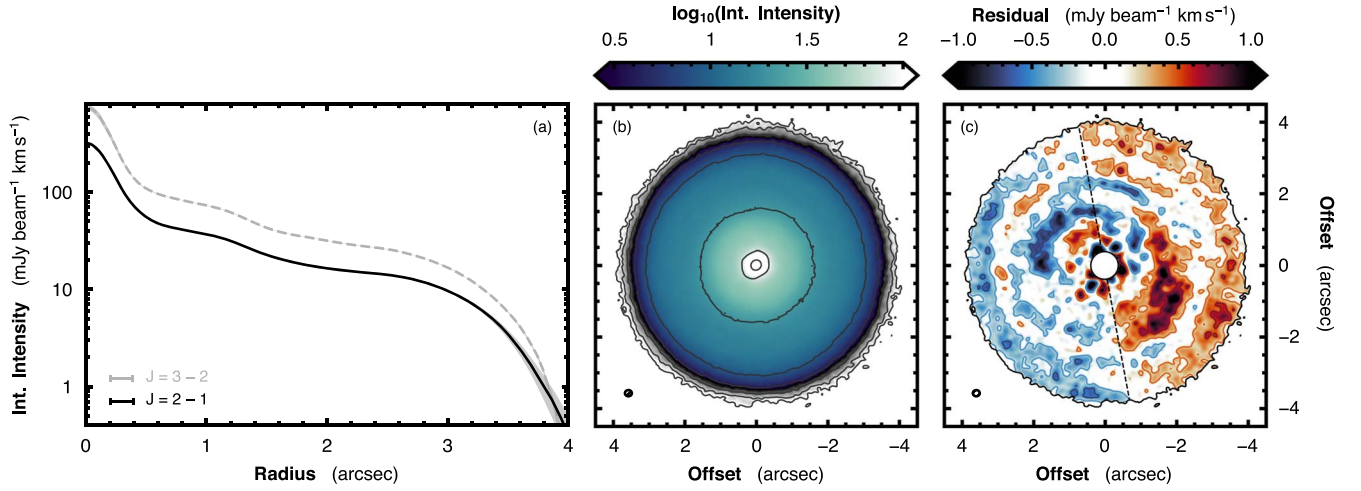 log₁₀(Int. Intensity)
0.5 1 1.5 2
Residual (mJy beam⁻¹ km s⁻¹)
−1.0 −0.5 0.0 0.5 1.0
(a)
Int. Intensity (mJy beam⁻¹ km s⁻¹)
100
10
1
J = 3 − 2
J = 2 − 1
0 1 2 3 4
Radius (arcsec)
(b)
4 2 0 −2 −4
Offset (arcsec)
(c)
4
2
0
−2
−4
Offset (arcsec)
4 2 0 −2 −4
Offset (arcsec)